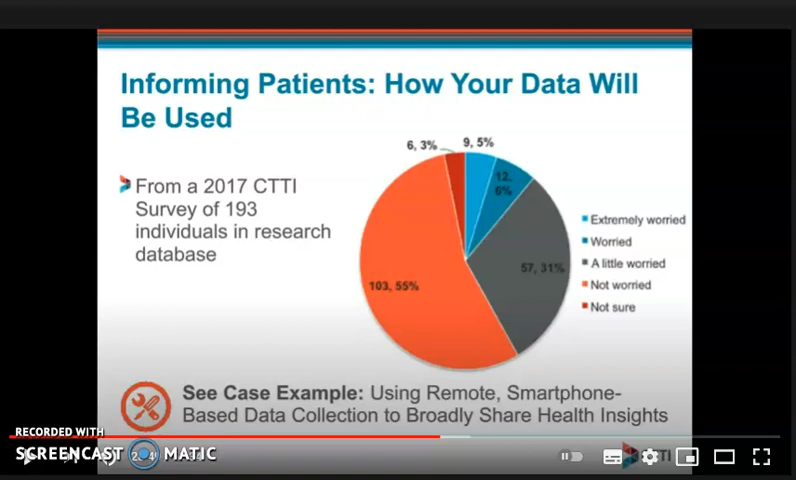 Informing Patients: How Your Data Will
Be Used
From a 2017 CTTI
Survey of 193
individuals in research
database
6, 3%
9, 5%
12,
6%
57, 31%
103, 55%
Extremely worried
Worried
A little worried
Not worried
Not sure
See Case Example: Using Remote, Smartphone-
Based Data Collection to Broadly Share Health Insights
RECORDED WITH
SCREENCAST MATIC